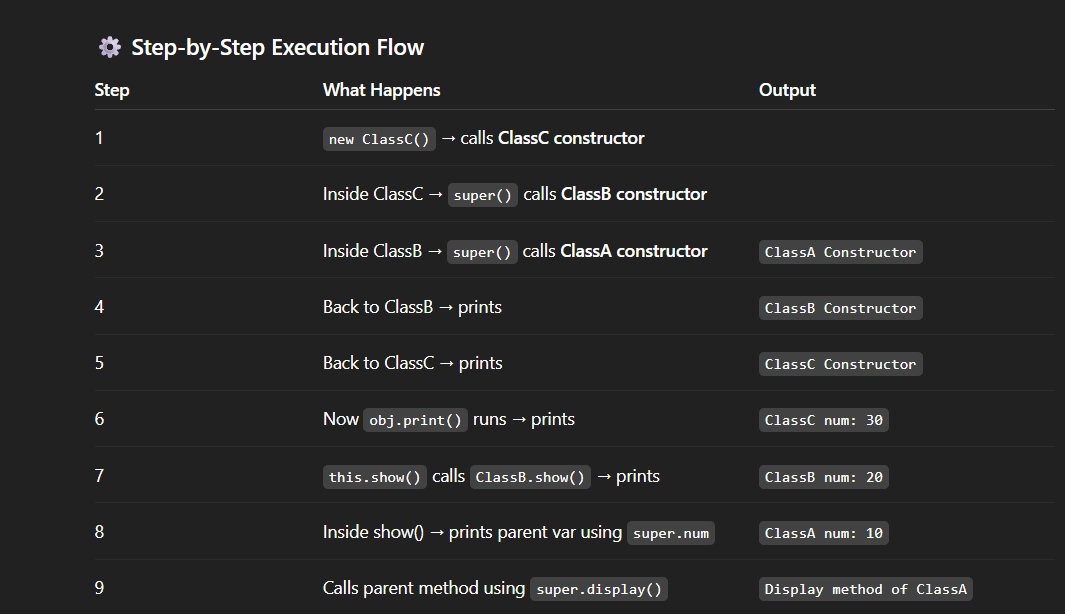 ⚙️ Step-by-Step Execution Flow
Step What Happens Output
1 new ClassC() → calls ClassC constructor
2 Inside ClassC → super() calls ClassB constructor
3 Inside ClassB → super() calls ClassA constructor ClassA Constructor
4 Back to ClassB → prints ClassB Constructor
5 Back to ClassC → prints ClassC Constructor
6 Now obj.print() runs → prints ClassC num: 30
7 this.show() calls ClassB.show() → prints ClassB num: 20
8 Inside show() → prints parent var using super.num ClassA num: 10
9 Calls parent method using super.display() Display method of ClassA